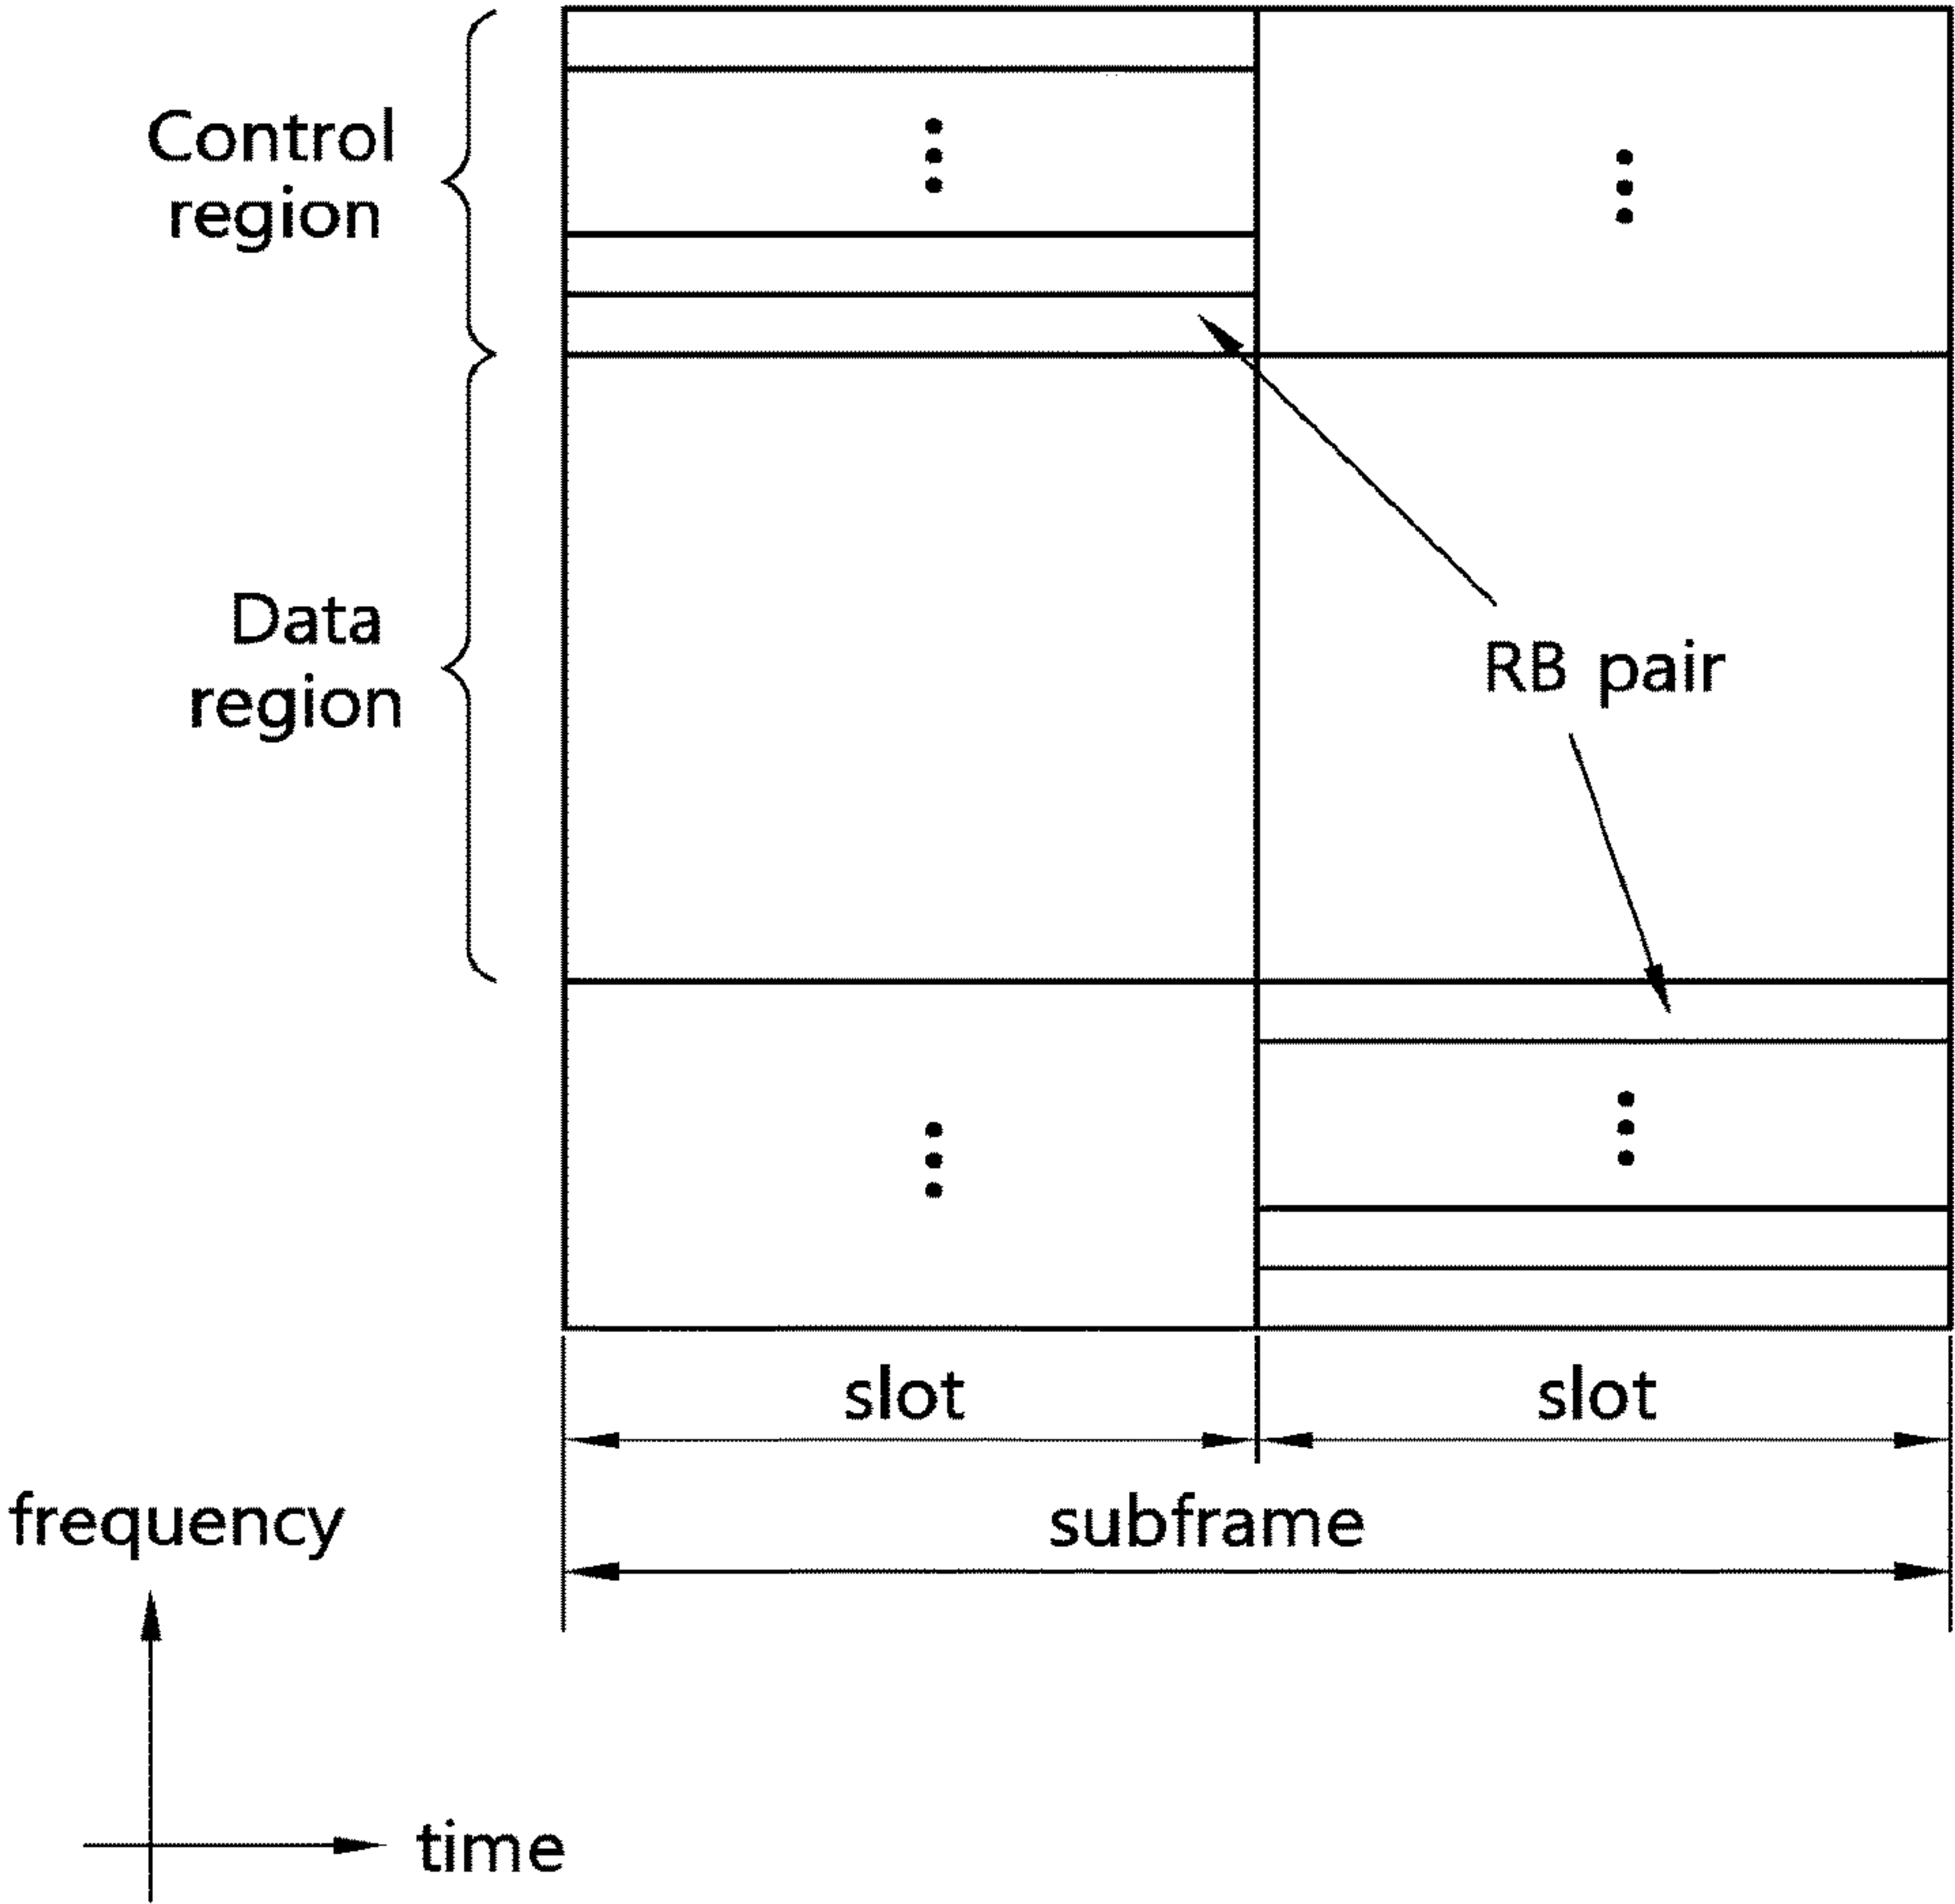 Control
region
Data
region
RB pair
slot
slot
subframe
frequency
time